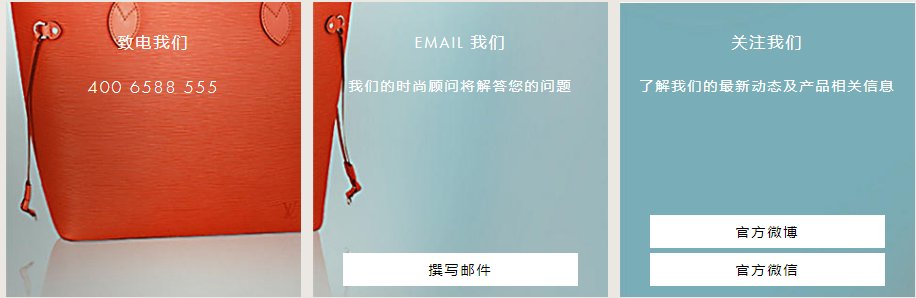 致电我们
400 6588 555
EMAIL 我们
我们的时尚顾问将解答您的问题
撰写邮件
关注我们
了解我们的最新动态及产品相关信息
官方微博
官方微信